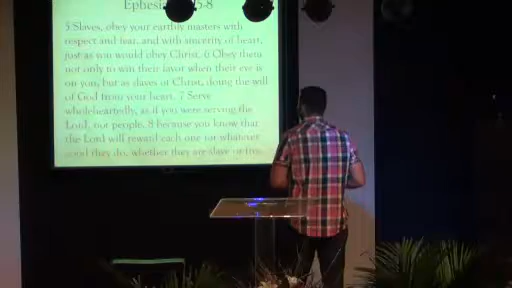 Ephesi 5-8
5 Slaves, obey your earthly masters with
respect and fear, and with sincerity of heart,
just as you would obey Christ. 6 Obey them
not only to win their favor when their eye is
on you, but as slaves of Christ, doing the will
of God from your heart. 7 Serve
wholeheartedly, as if you were serving the
Lord, not people, 8 because you know that
the Lord will reward each one for whatever
good they do, whether they are slave or free.